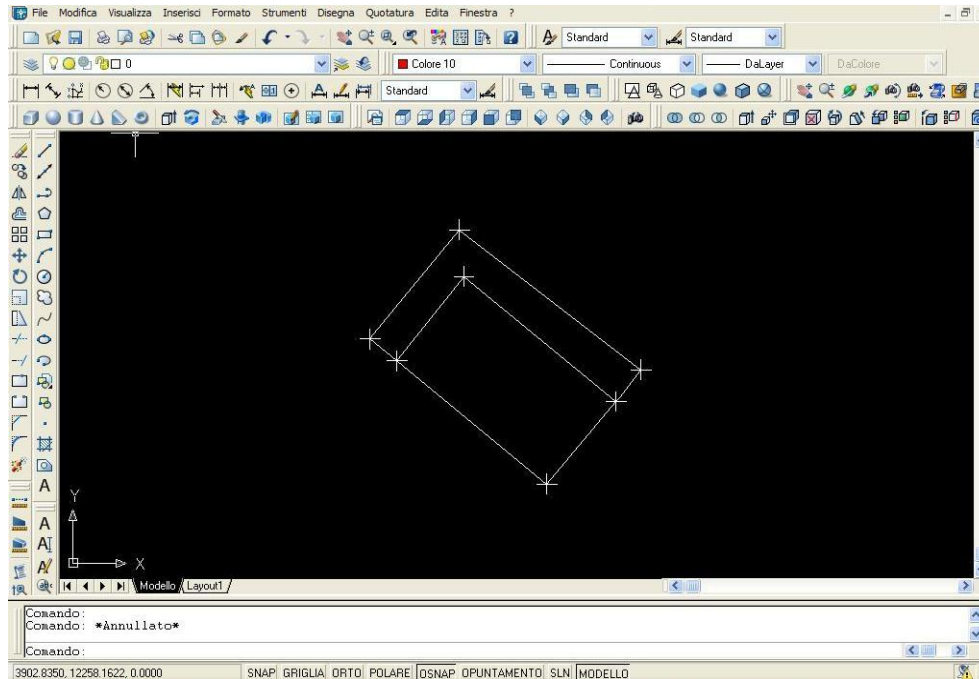 File Modifica Visualizza Inserisci Formato Strumenti Disegna Quotatura Edita Finestra ?
Standard Standard
0 Colore 10 Continuous DaLayer DaColore
Standard
Y
X
Modello Layout1
Comando:
Comando: *Annullato*
Comando:
3902.8350, 12258.1622, 0.0000 SNAP GRIGLIA ORTO POLARE OSNAP OPUNTAMENTO SLN MODELLO